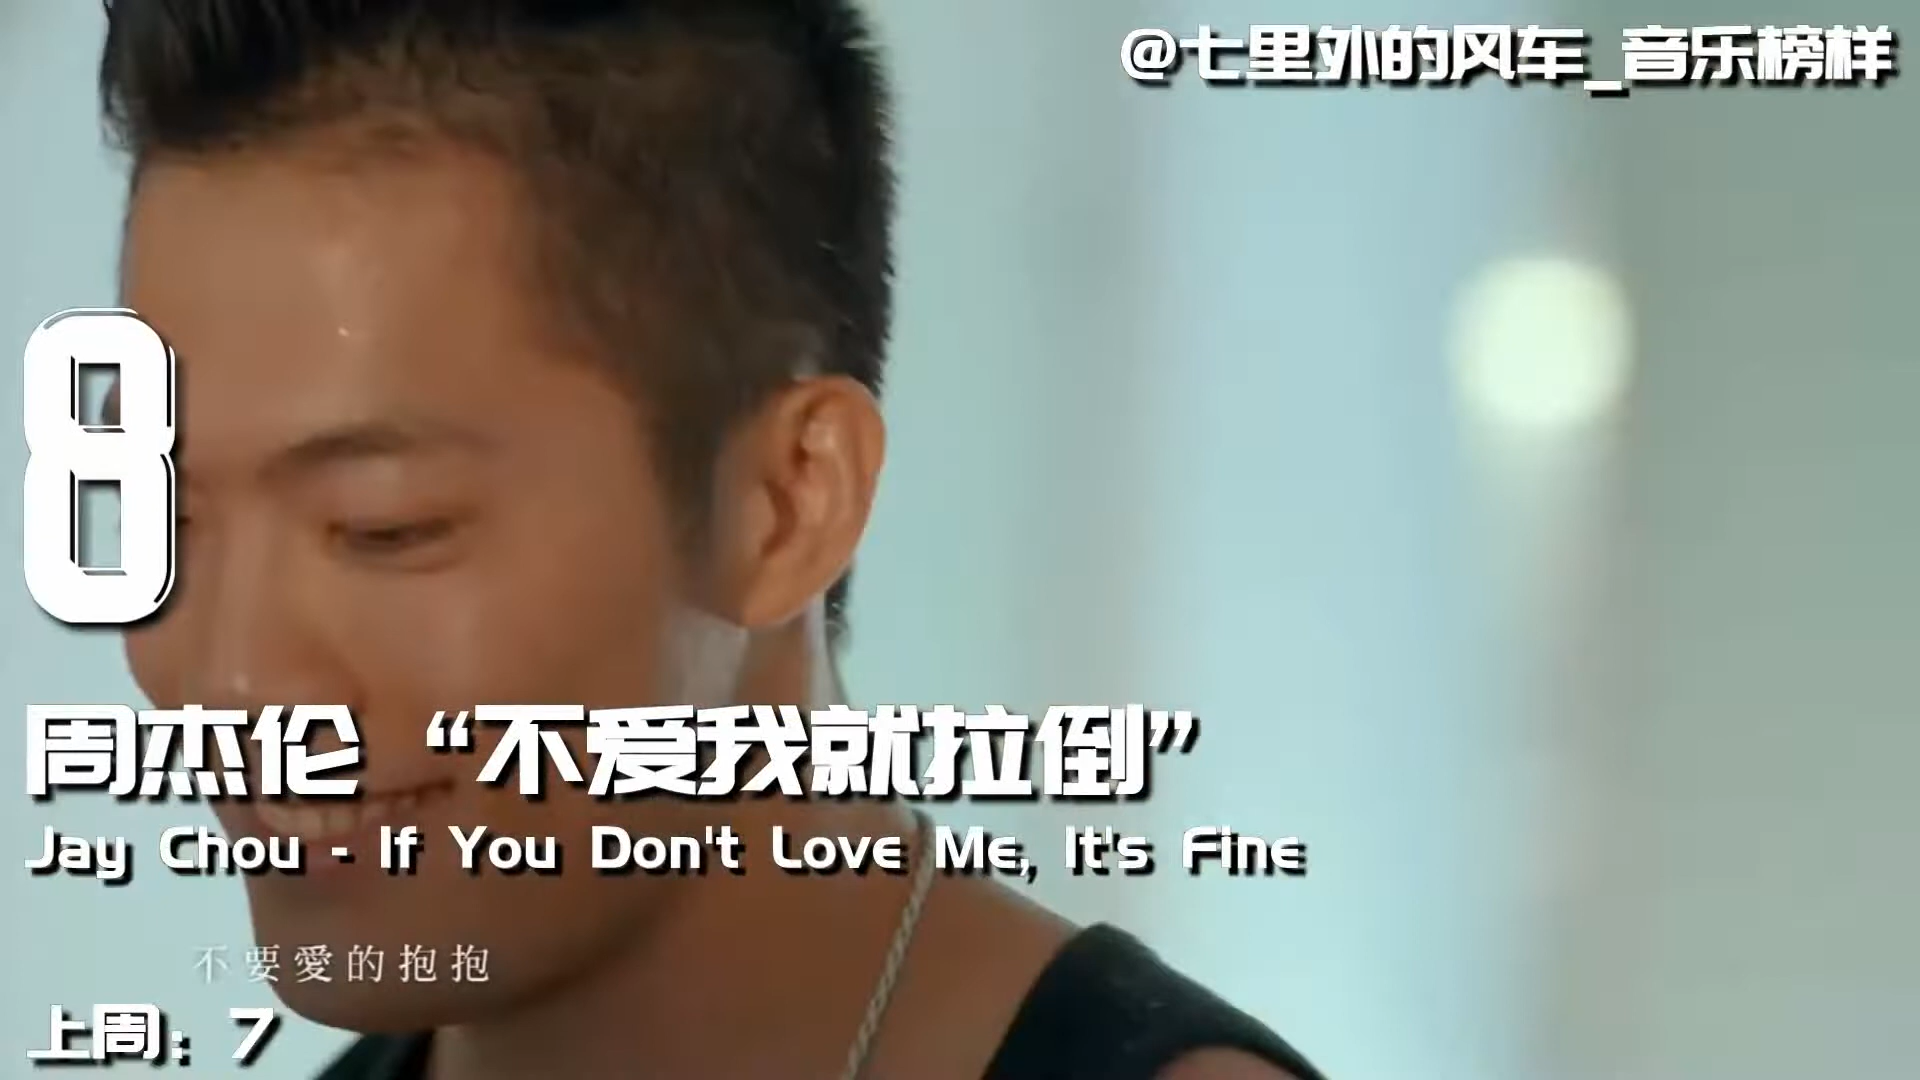 @七里外的风车_音乐榜样
8
周杰伦 “不爱我就拉倒”
Jay Chou - If You Don't Love Me, It's Fine
不要愛的抱抱
上周：7